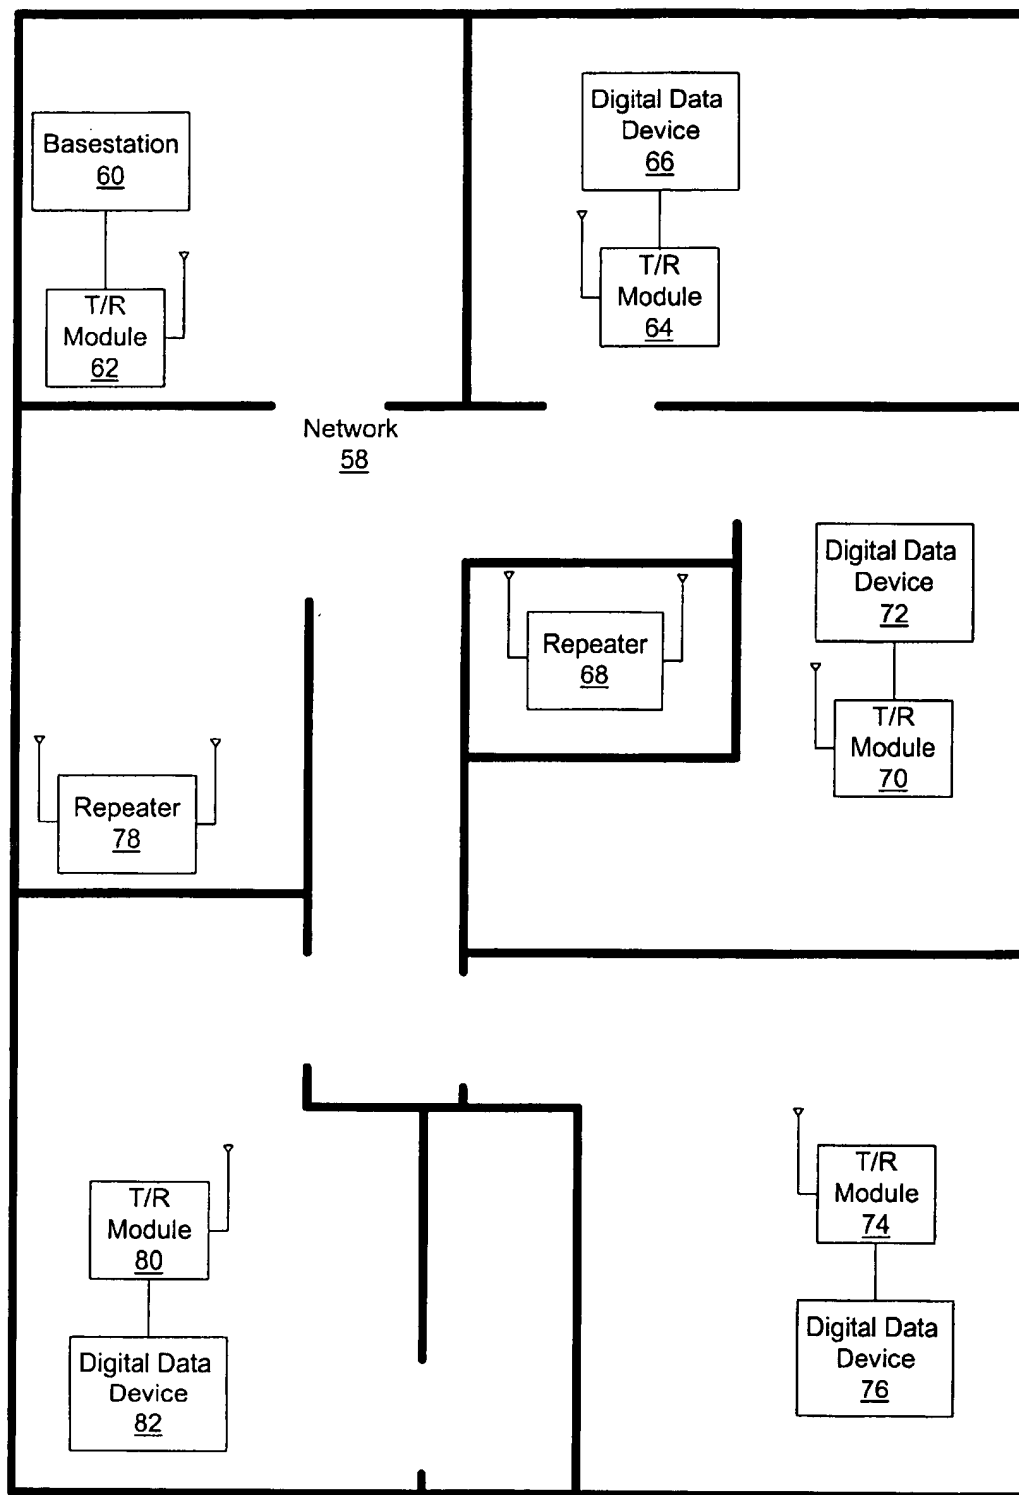 Basestation
60
T/R
Module
62
Digital Data
Device
66
T/R
Module
64
Network
58
Digital Data
Device
72
T/R
Module
70
Repeater
68
Repeater
78
T/R
Module
80
Digital Data
Device
82
T/R
Module
74
Digital Data
Device
76